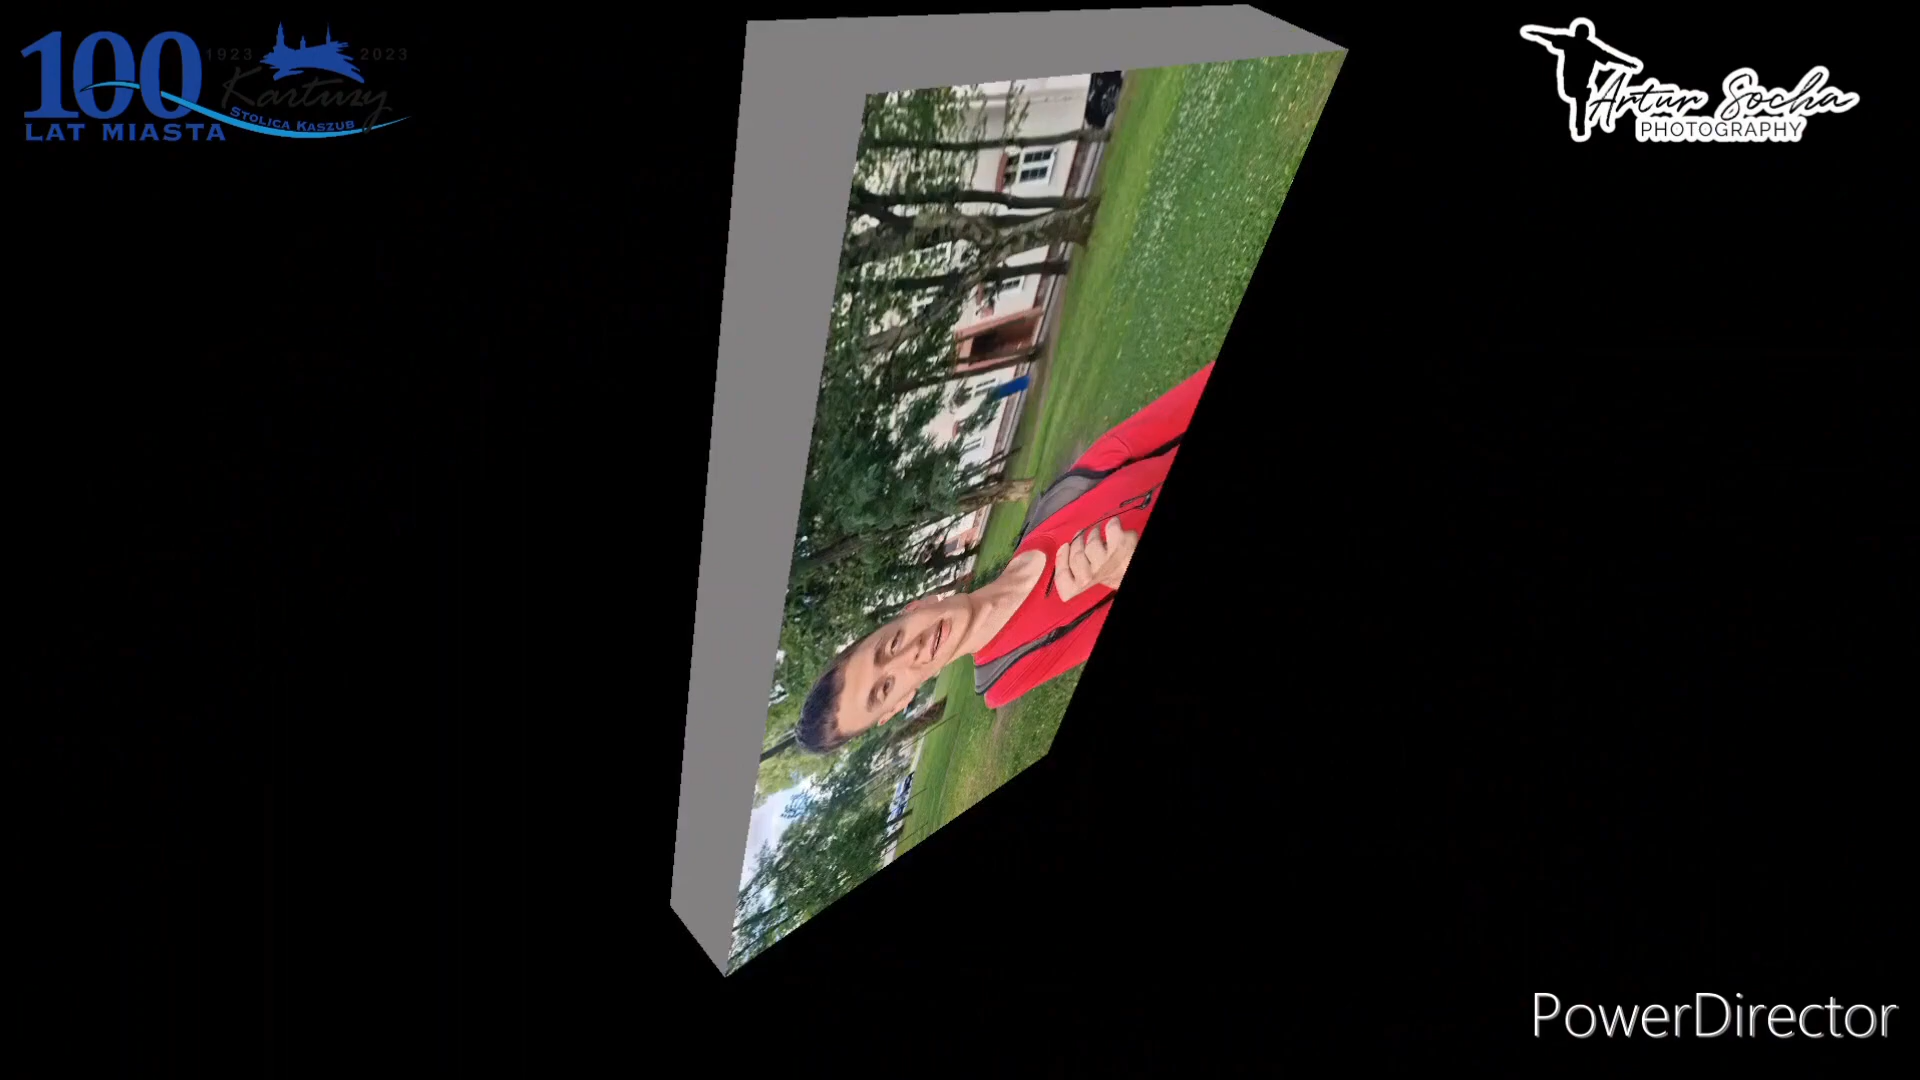 100
LAT MIASTA
1923
2023
Kartuzy
STOLICA KASZUB
Artur Socha
PHOTOGRAPHY
PowerDirector